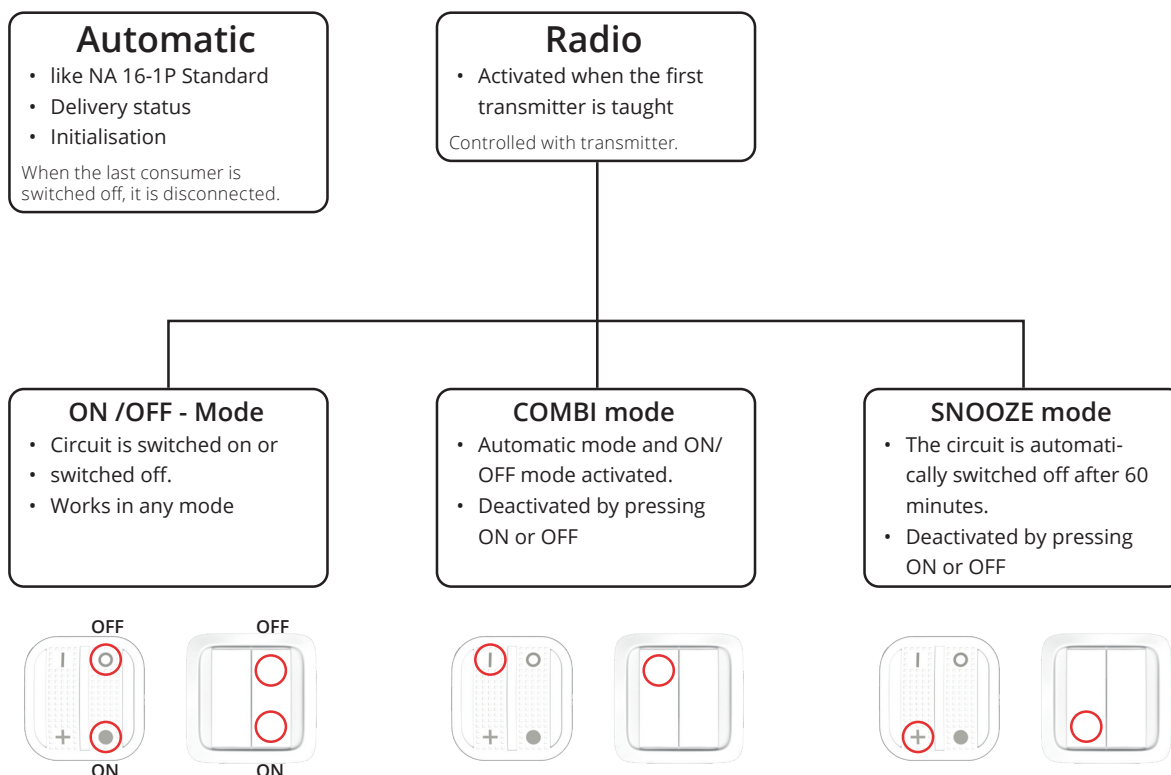 Automatic
• like NA 16-1P Standard
• Delivery status
• Initialisation
When the last consumer is
switched off, it is disconnected.
Radio
• Activated when the first
transmitter is taught
Controlled with transmitter.
ON /OFF - Mode
• Circuit is switched on or
• switched off.
• Works in any mode
COMBI mode
• Automatic mode and ON/
OFF mode activated.
• Deactivated by pressing
ON or OFF
SNOOZE mode
• The circuit is automati-
cally switched off after 60
minutes.
• Deactivated by pressing
ON or OFF
OFF
OFF
ON
ON